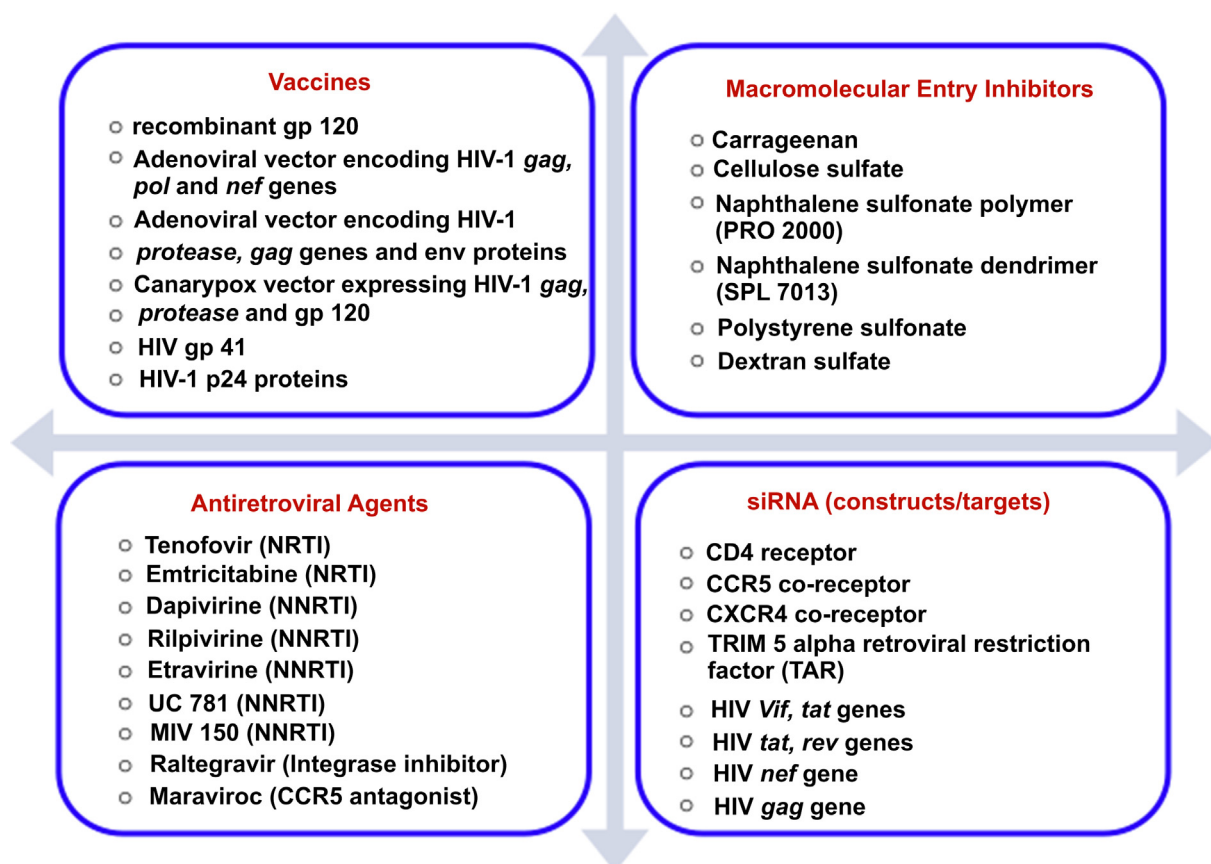 Vaccines
recombinant gp 120
Adenoviral vector encoding HIV-1 gag,
pol and nef genes
Adenoviral vector encoding HIV-1
protease, gag genes and env proteins
Canarypox vector expressing HIV-1 gag,
protease and gp 120
HIV gp 41
HIV-1 p24 proteins
Macromolecular Entry Inhibitors
Carrageenan
Cellulose sulfate
Naphthalene sulfonate polymer
(PRO 2000)
Naphthalene sulfonate dendrimer
(SPL 7013)
Polystyrene sulfonate
Dextran sulfate
Antiretroviral Agents
Tenofovir (NRTI)
Emtricitabine (NRTI)
Dapivirine (NNRTI)
Rilpivirine (NNRTI)
Etravirine (NNRTI)
UC 781 (NNRTI)
MIV 150 (NNRTI)
Raltegravir (Integrase inhibitor)
Maraviroc (CCR5 antagonist)
siRNA (constructs/targets)
CD4 receptor
CCR5 co-receptor
CXCR4 co-receptor
TRIM 5 alpha retroviral restriction
factor (TAR)
HIV Vif, tat genes
HIV tat, rev genes
HIV nef gene
HIV gag gene